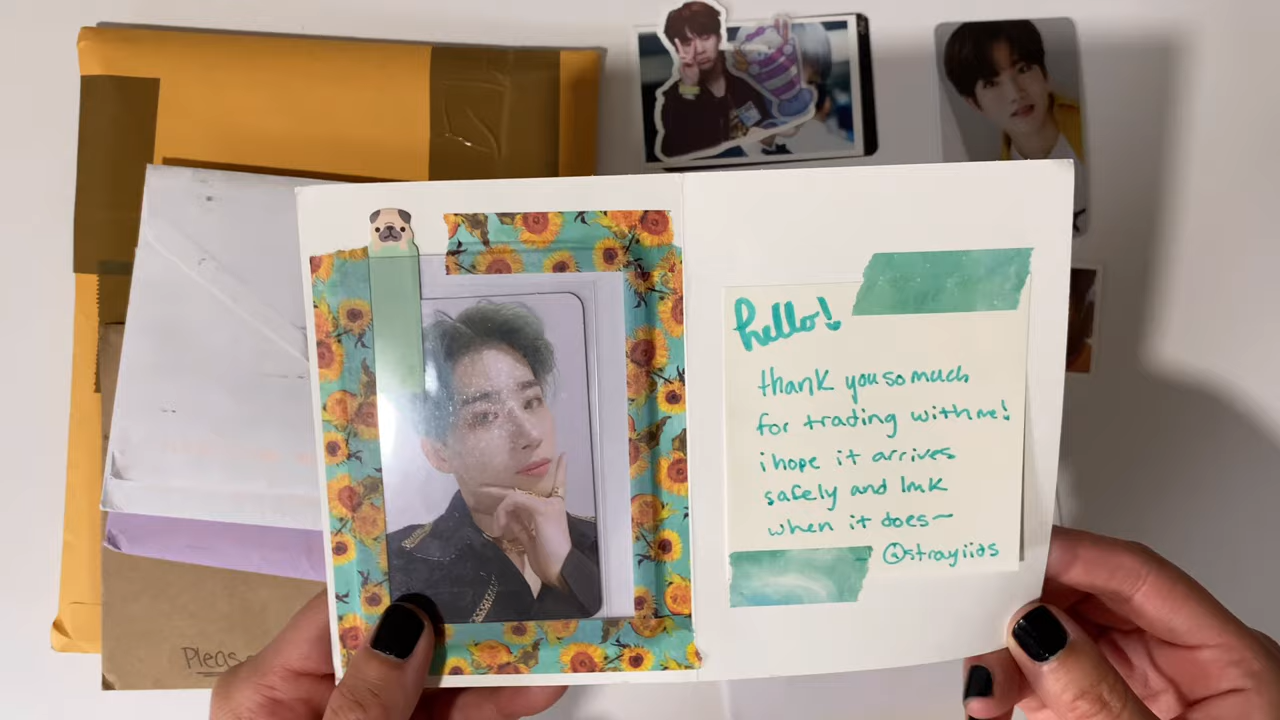 hello!
thank you so much
for trading with me!
i hope it arrives
safely and lmk
when it does~
@strayiids
Pleas